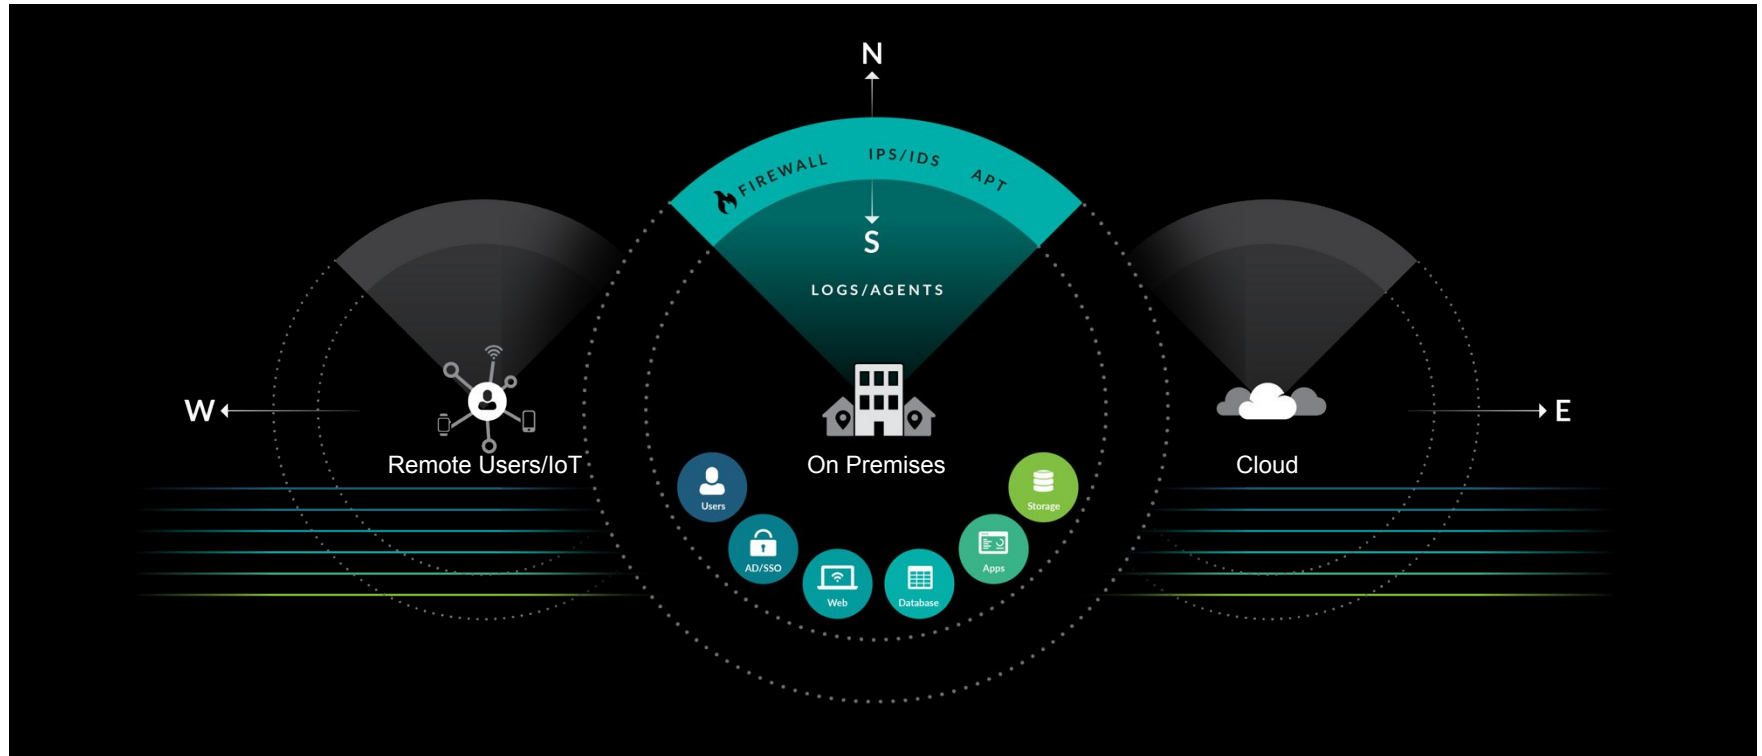 N
FIREWALL
IPS/IDS
APT
S
LOGS/AGENTS
W
E
Remote Users/IoT
On Premises
Cloud
Users
Storage
AD/SSO
Apps
Web
Database